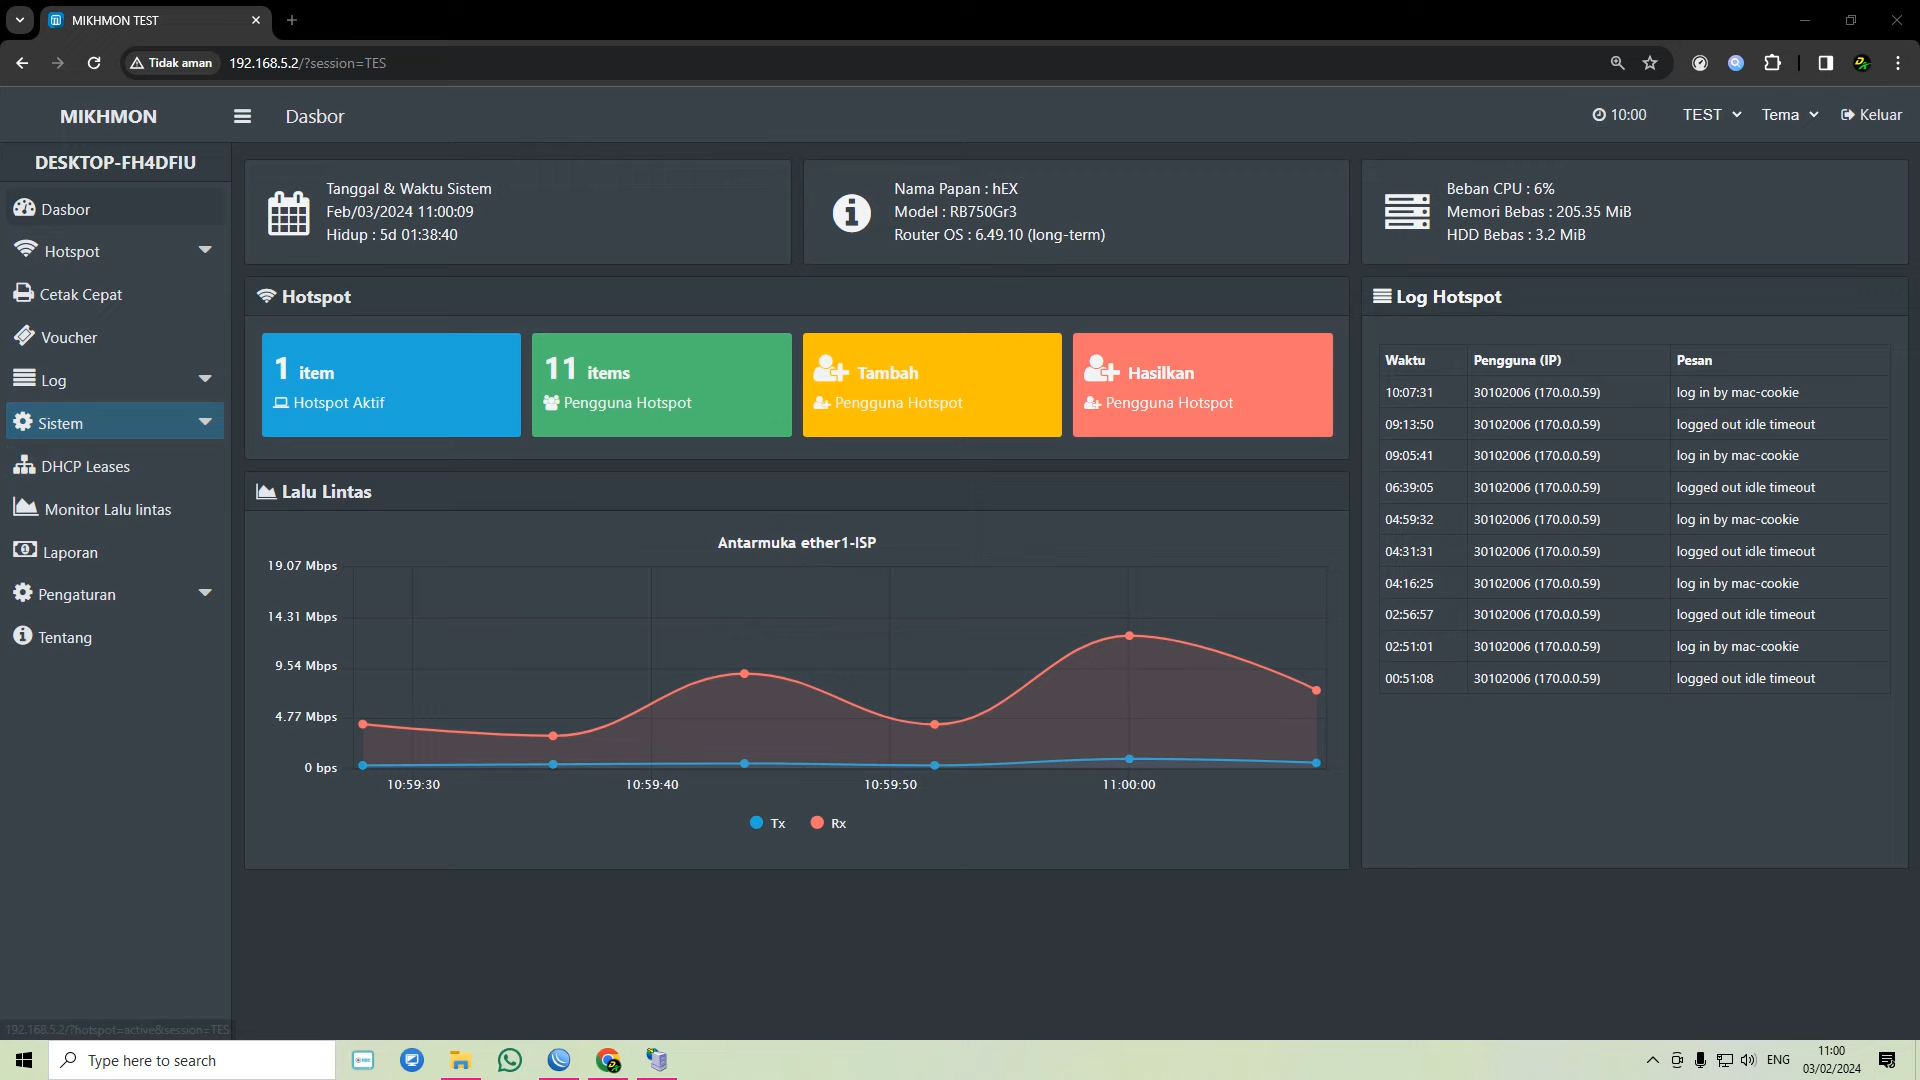 MIKHMON TEST
Tidak aman
192.168.5.2/?session=TES
MIKHMON
Dasbor
10:00
TEST
Tema
Keluar
DESKTOP-FH4DFIU
Dasbor
Hotspot
Cetak Cepat
Voucher
Log
Sistem
DHCP Leases
Monitor Lalu lintas
Laporan
Pengaturan
Tentang
Tanggal & Waktu Sistem
Feb/03/2024 11:00:09
Hidup : 5d 01:38:40
Nama Papan : hEX
Model : RB750Gr3
Router OS : 6.49.10 (long-term)
Beban CPU : 6%
Memori Bebas : 205.35 MiB
HDD Bebas : 3.2 MiB
Hotspot
1 item
Hotspot Aktif
11 items
Pengguna Hotspot
Tambah
Pengguna Hotspot
Hasilkan
Pengguna Hotspot
Lalu Lintas
Antarmuka ether1-ISP
19.07 Mbps
14.31 Mbps
9.54 Mbps
4.77 Mbps
0 bps
10:59:30 10:59:40 10:59:50 11:00:00
Tx Rx
Log Hotspot
Waktu Pengguna (IP) Pesan
10:07:31 30102006 (170.0.0.59) log in by mac-cookie
09:13:50 30102006 (170.0.0.59) logged out idle timeout
09:05:41 30102006 (170.0.0.59) log in by mac-cookie
06:39:05 30102006 (170.0.0.59) logged out idle timeout
04:59:32 30102006 (170.0.0.59) log in by mac-cookie
04:31:31 30102006 (170.0.0.59) logged out idle timeout
04:16:25 30102006 (170.0.0.59) log in by mac-cookie
02:56:57 30102006 (170.0.0.59) logged out idle timeout
02:51:01 30102006 (170.0.0.59) log in by mac-cookie
00:51:08 30102006 (170.0.0.59) logged out idle timeout
192.168.5.2/?hotspot=active&session=TES
Type here to search
ENG
11:00
03/02/2024